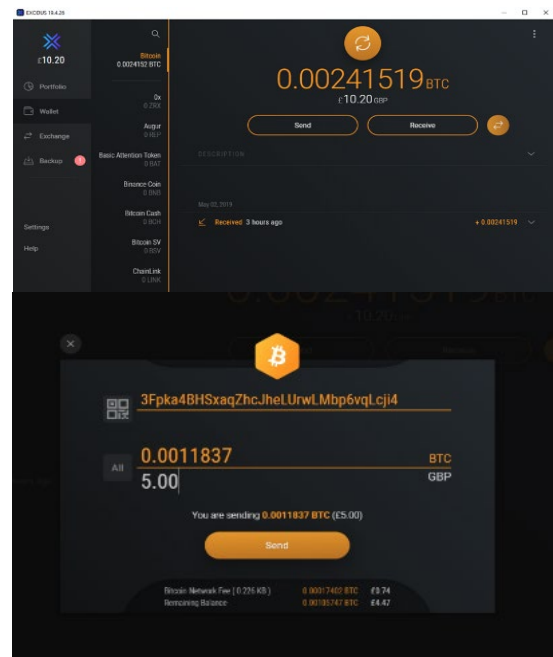 EXODUS 19.4.26
£10.20
Portfolio
Wallet
Exchange
Backup
Settings
Help
Bitcoin
0.0024152 BTC
0x
0 ZRX
Augur
0 REP
Basic Attention Token
0 BAT
Binance Coin
0 BNB
Bitcoin Cash
0 BCH
Bitcoin SV
0 BSV
ChainLink
0 LINK
0.00241519 BTC
£10.20 GBP
Send
Receive
DESCRIPTION
May 02, 2019
Received 3 hours ago
+ 0.00241519
3Fpka4BHSxaqZhcJheLUrwLMbp6vqLcji4
All
0.0011837 BTC
5.00 GBP
You are sending 0.0011837 BTC (£5.00)
Send
Bitcoin Network Fee ( 0.226 KB ) 0.00017402 BTC £0.74
Remaining Balance 0.00105747 BTC £4.47